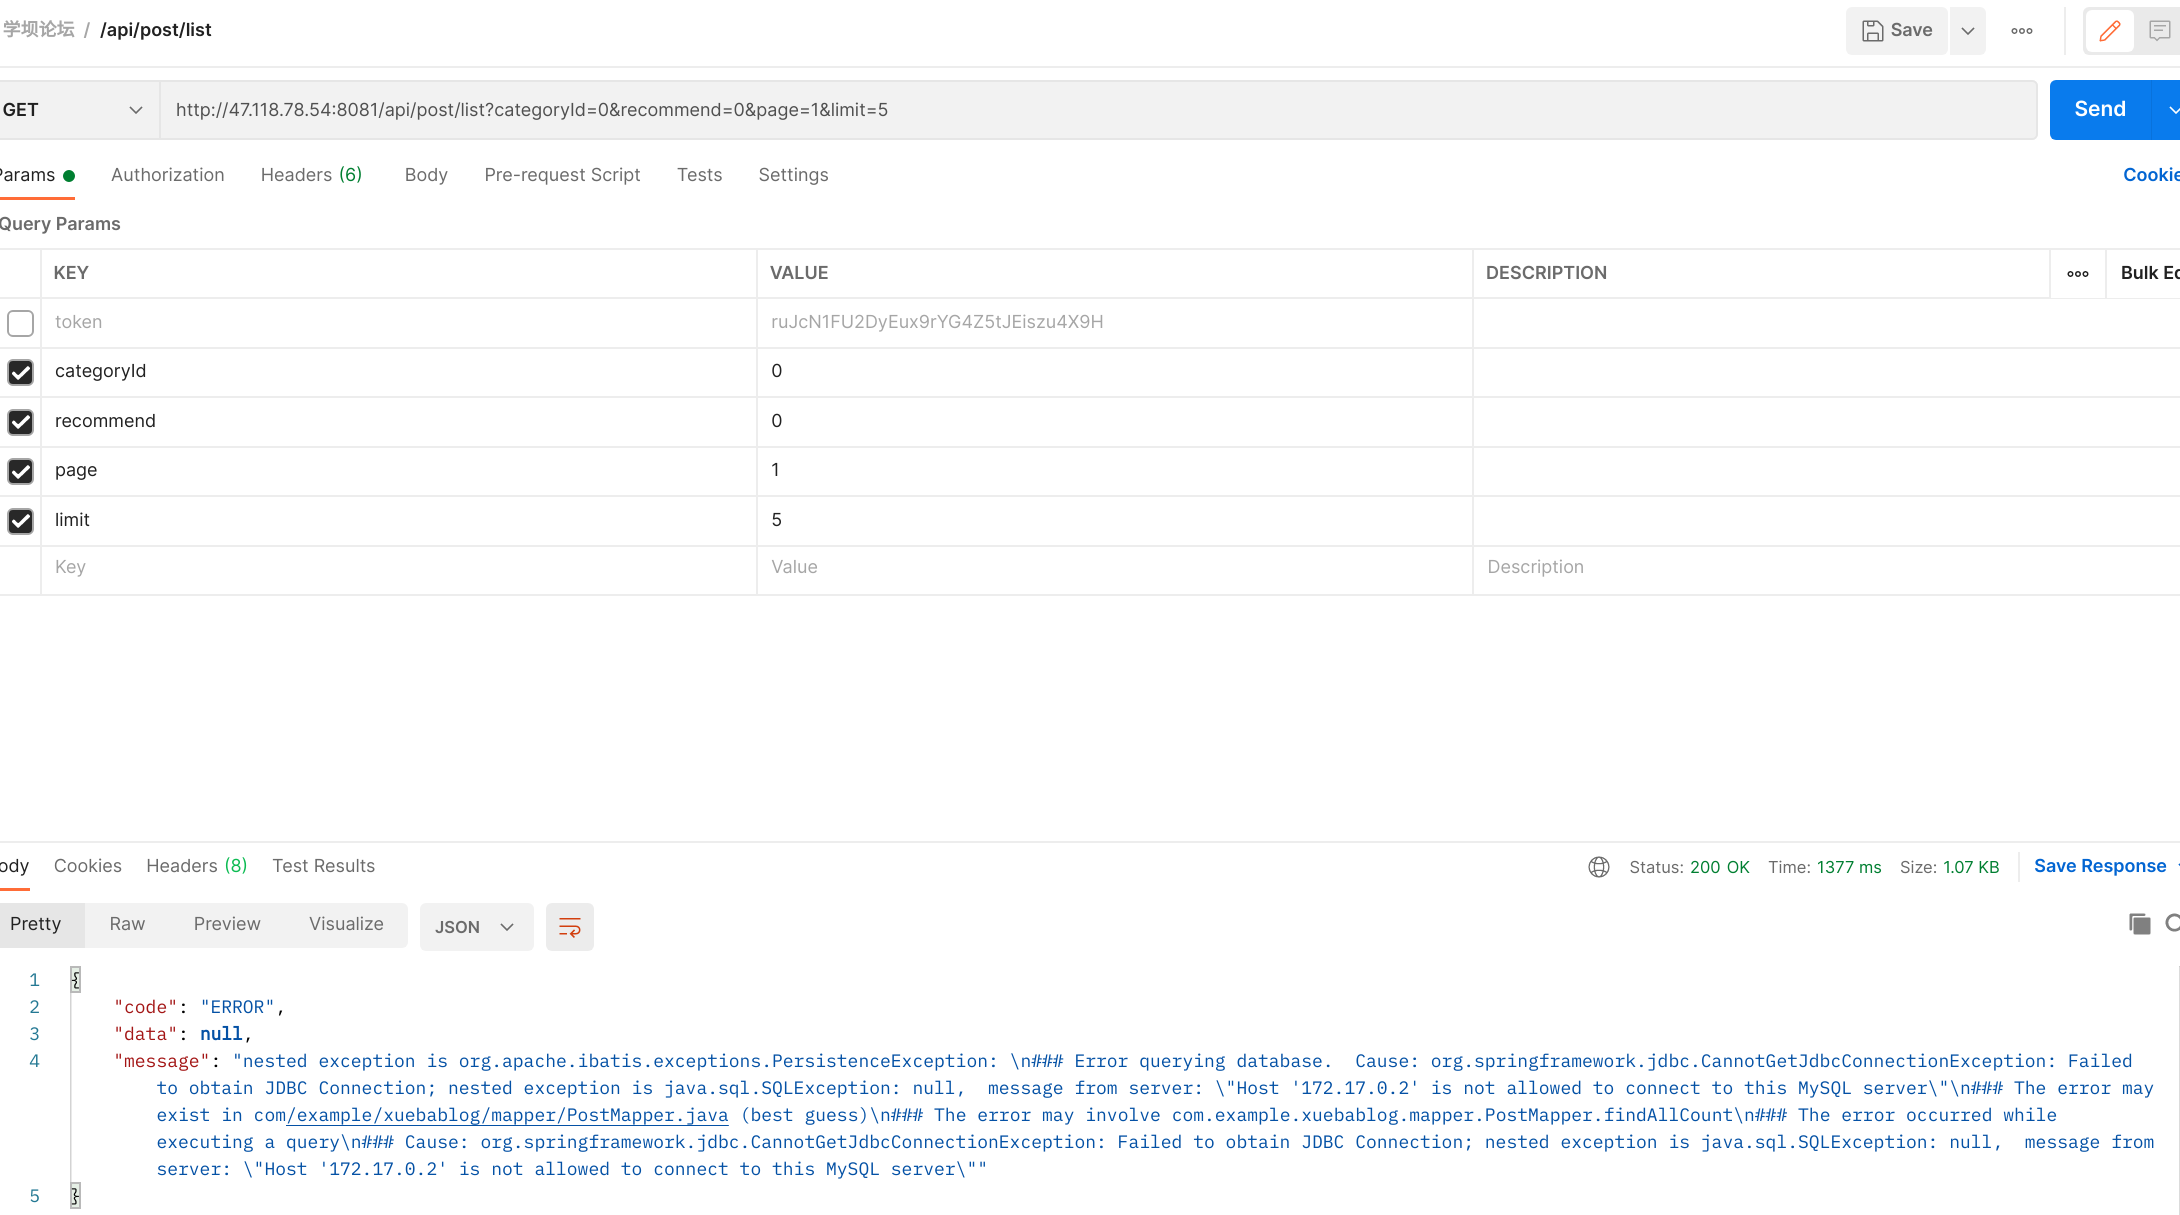 学坝论坛 / /api/post/list
Save
GET
http://47.118.78.54:8081/api/post/list?categoryId=0&recommend=0&page=1&limit=5
Send
Params Authorization Headers (6) Body Pre-request Script Tests Settings
Cookie
Query Params
KEY VALUE DESCRIPTION Bulk Ed
token ruJcN1FU2DyEux9rYG4Z5tJEiszu4X9H
categoryId 0
recommend 0
page 1
limit 5
Key Value Description
ody Cookies Headers (8) Test Results
Status: 200 OK Time: 1377 ms Size: 1.07 KB Save Response
Pretty Raw Preview Visualize JSON
1 {
2 "code": "ERROR",
3 "data": null,
4 "message": "nested exception is org.apache.ibatis.exceptions.PersistenceException: \n### Error querying database.  Cause: org.springframework.jdbc.CannotGetJdbcConnectionException: Failed
to obtain JDBC Connection; nested exception is java.sql.SQLException: null,  message from server: \"Host '172.17.0.2' is not allowed to connect to this MySQL server\"\n### The error may
exist in com/example/xuebablog/mapper/PostMapper.java (best guess)\n### The error may involve com.example.xuebablog.mapper.PostMapper.findAllCount\n### The error occurred while
executing a query\n### Cause: org.springframework.jdbc.CannotGetJdbcConnectionException: Failed to obtain JDBC Connection; nested exception is java.sql.SQLException: null,  message from
server: \"Host '172.17.0.2' is not allowed to connect to this MySQL server\""
5 }